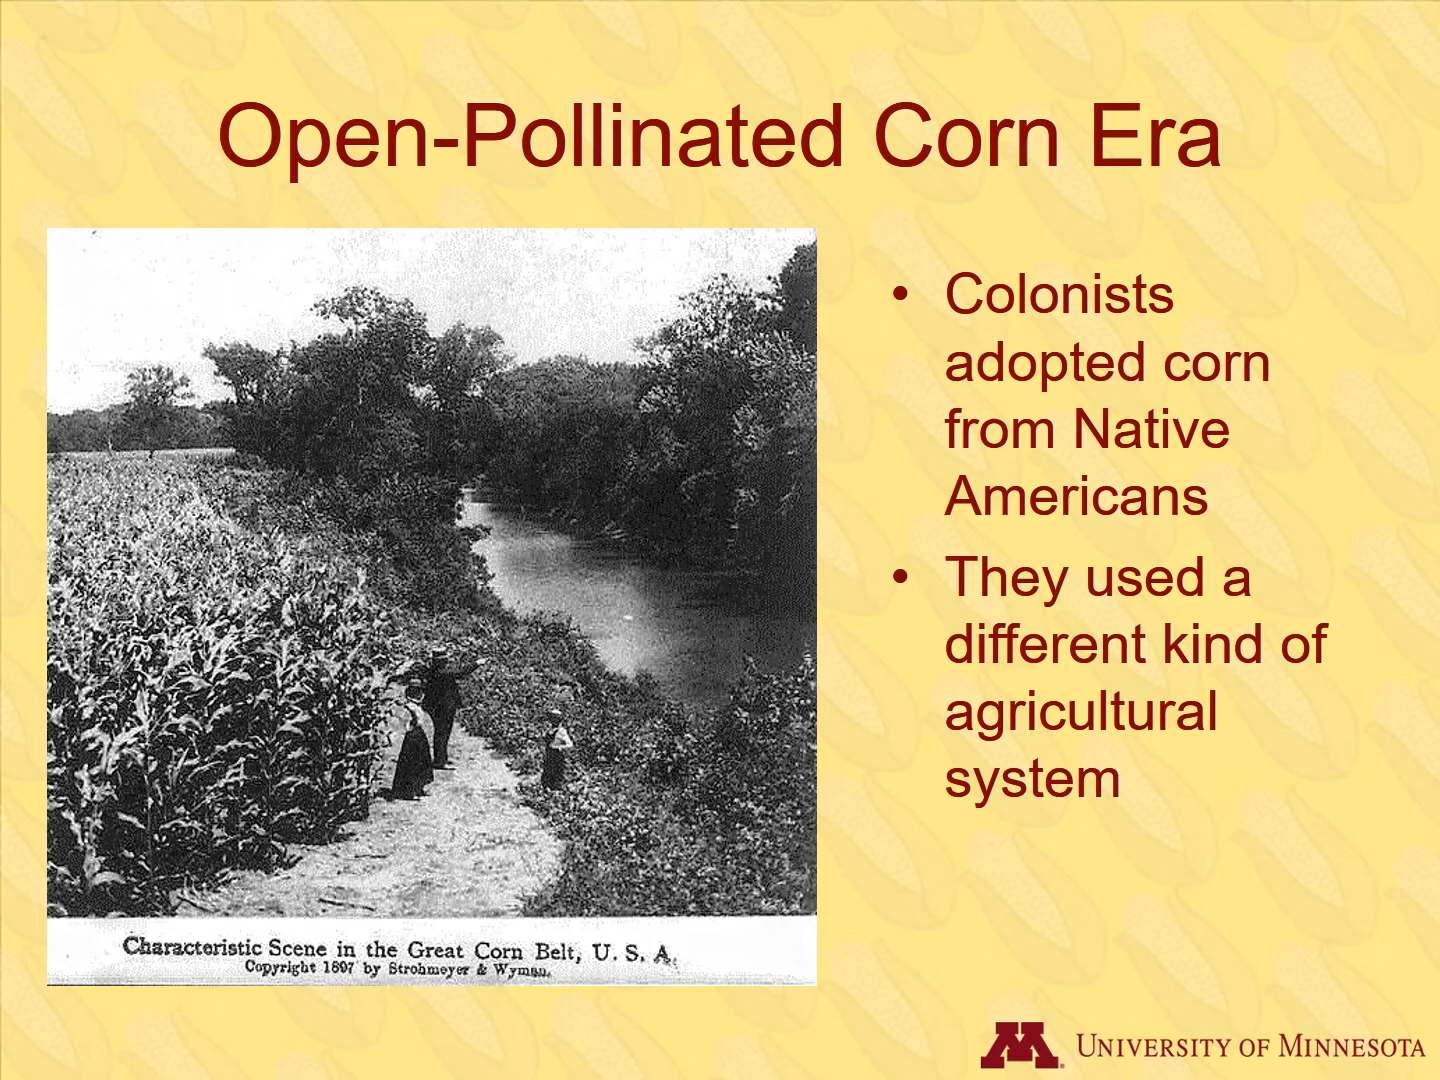 Open-Pollinated Corn Era
• Colonists
adopted corn
from Native
Americans
• They used a
different kind of
agricultural
system
Characteristic Scene in the Great Corn Belt, U. S. A.
Copyright 1897 by Strohmeyer & Wyman.
M
UNIVERSITY OF MINNESOTA